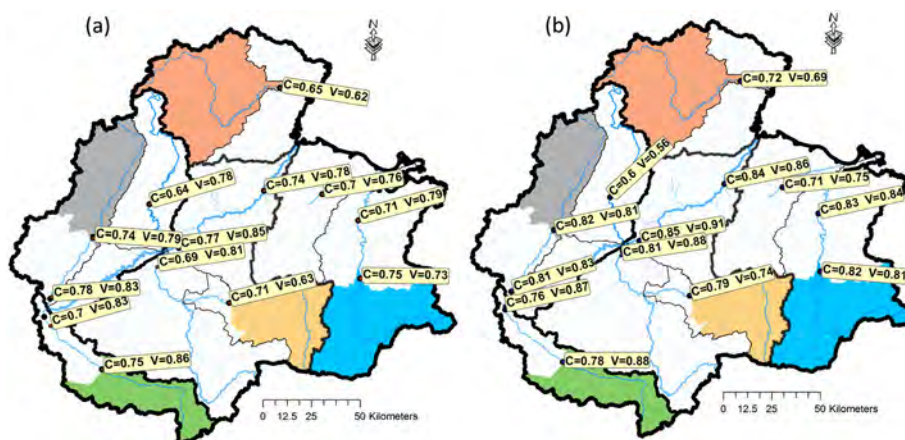 (a)
N
C=0.65 V=0.62
C=0.64 V=0.78
C=0.74 V=0.78
C=0.7 V=0.76
C=0.71 V=0.79
C=0.74 V=0.79
C=0.77 V=0.85
C=0.69 V=0.81
C=0.75 V=0.73
C=0.78 V=0.83
C=0.71 V=0.63
C=0.7 V=0.83
C=0.75 V=0.86
0 12.5 25 50 Kilometers
(b)
N
C=0.72 V=0.69
C=0.6 V=0.56
C=0.84 V=0.86
C=0.71 V=0.75
C=0.83 V=0.84
C=0.82 V=0.81
C=0.85 V=0.91
C=0.81 V=0.88
C=0.82 V=0.81
C=0.81 V=0.83
C=0.79 V=0.74
C=0.76 V=0.87
C=0.78 V=0.88
0 12.5 25 50 Kilometers